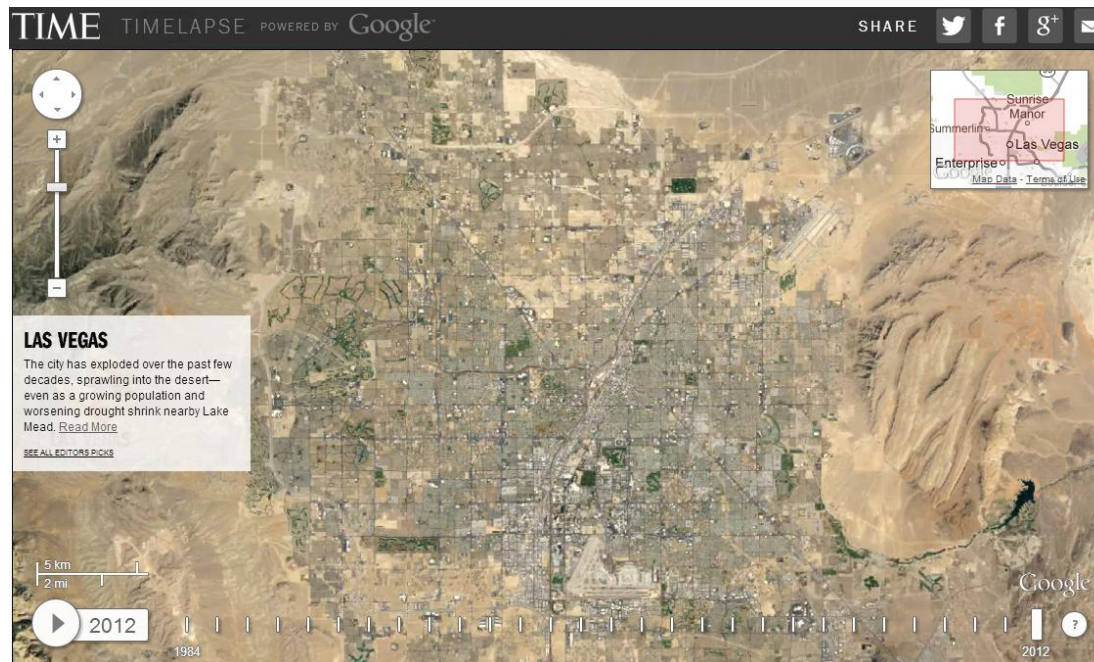 TIME TIMELAPSE POWERED BY Google
SHARE g+
Sunrise
Manor
Summerlin
Las Vegas
Enterprise
Google
Map Data - Terms of Use
+
−
LAS VEGAS
The city has exploded over the past few
decades, sprawling into the desert—
even as a growing population and
worsening drought shrink nearby Lake
Mead. Read More
SEE ALL EDITORS PICKS
5 km
2 mi
Google
2012
?
1984
2012